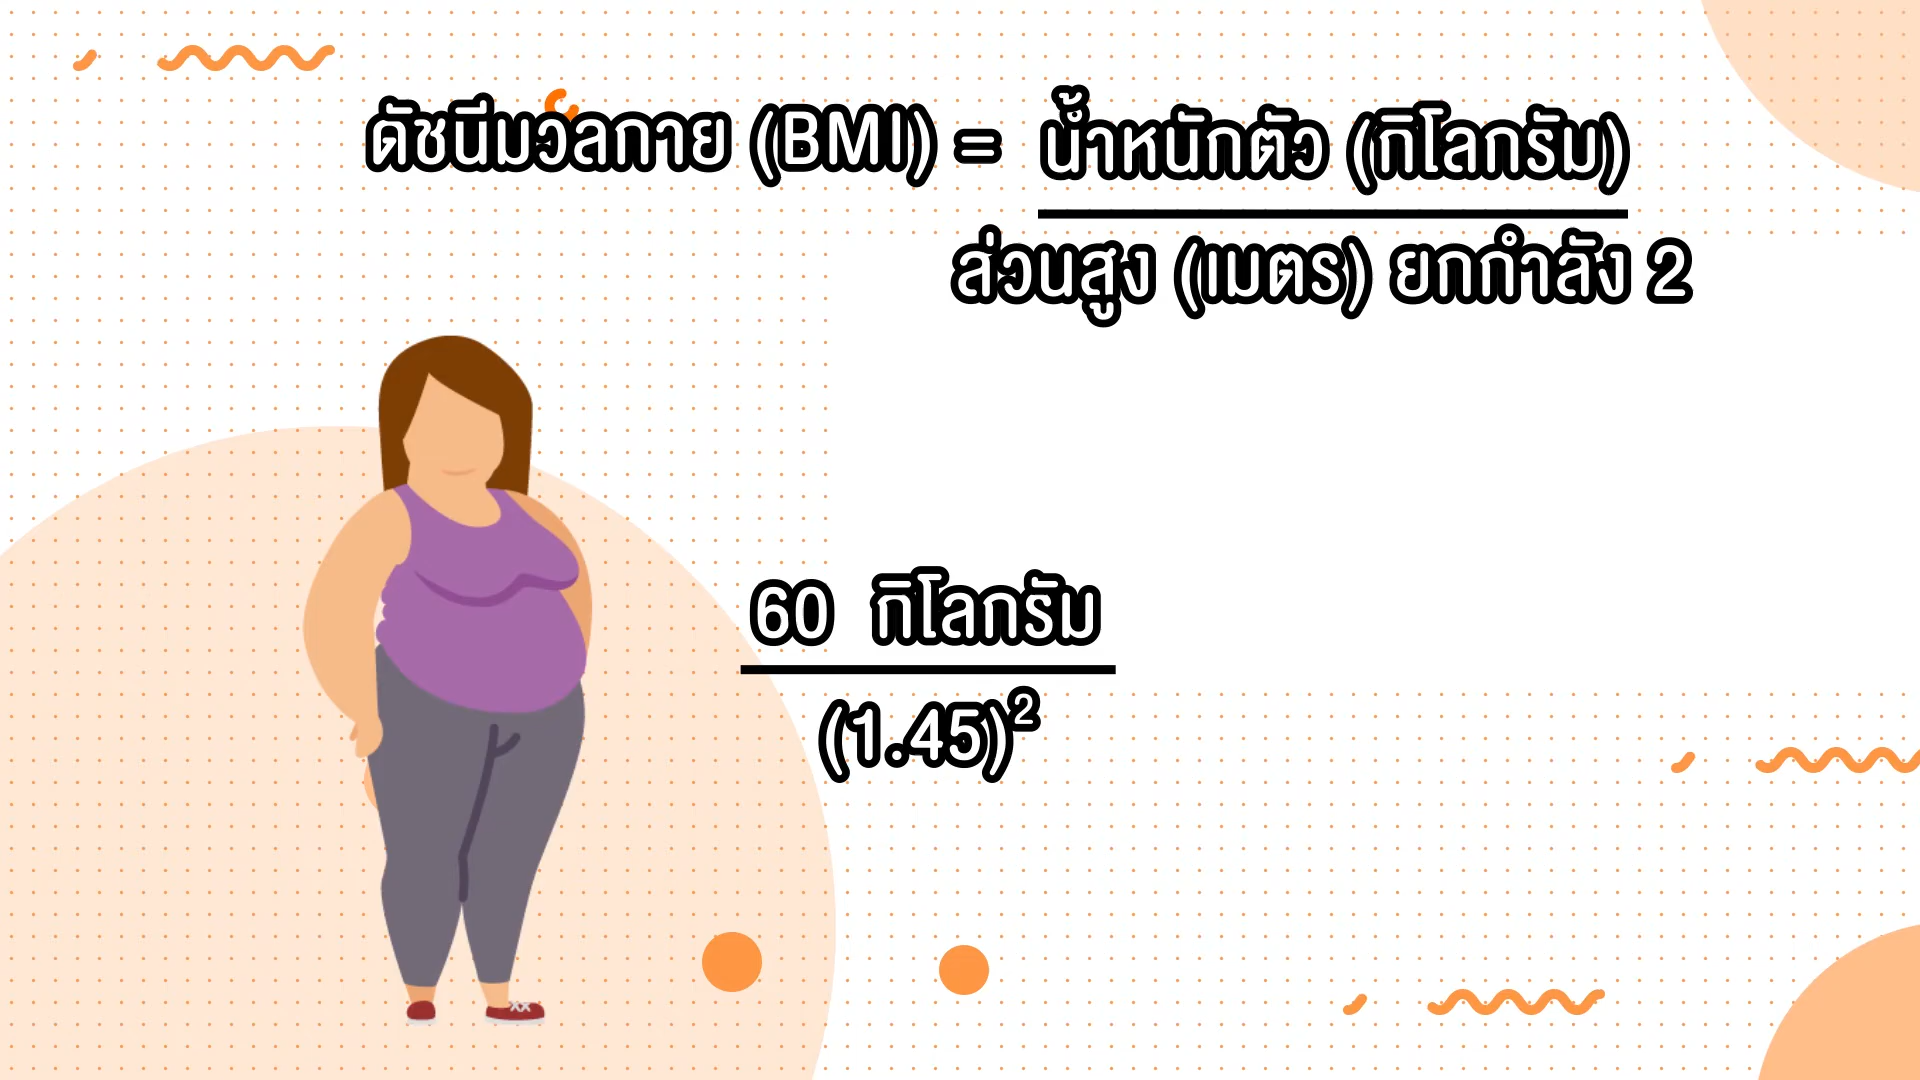 ดัชนีมวลกาย (BMI) = น้ำหนักตัว (กิโลกรัม)
ส่วนสูง (เมตร) ยกกำลัง 2
60 กิโลกรัม
(1.45)²